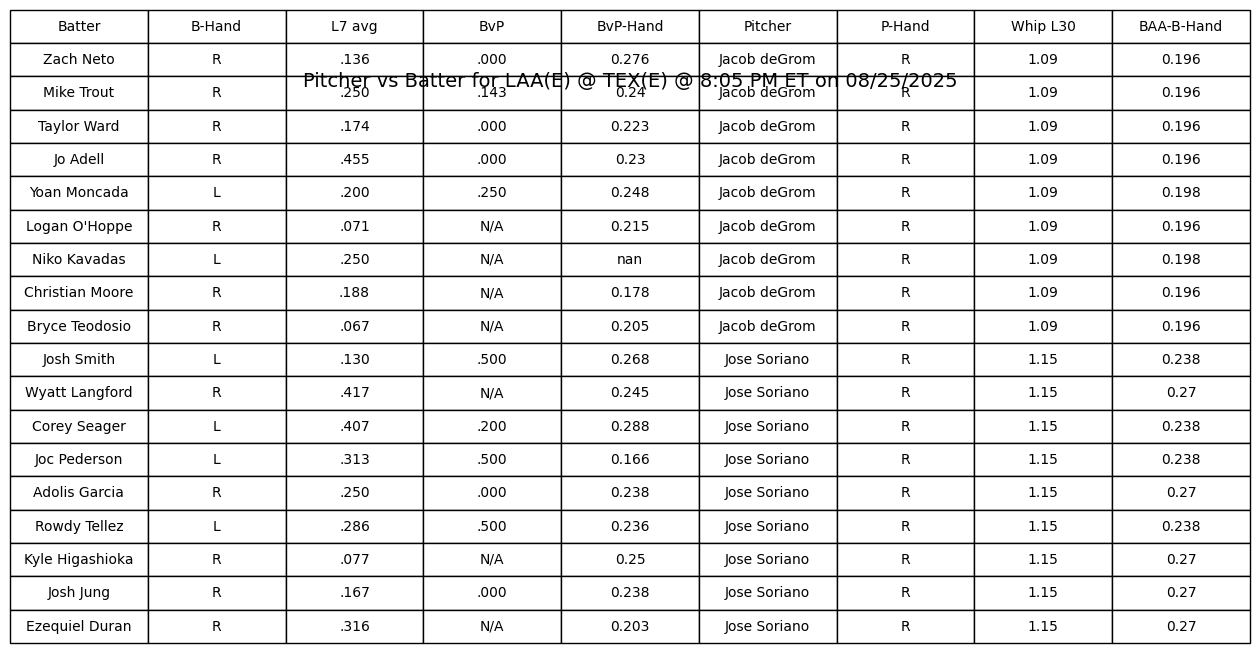 Batter B-Hand L7 avg BvP BvP-Hand Pitcher P-Hand Whip L30 BAA-B-Hand
Zach Neto R .136 .000 0.276 Jacob deGrom R 1.09 0.196
Pitcher vs Batter for LAA(E) @ TEX(E) @ 8:05 PM ET on 08/25/2025
Mike Trout R .250 .143 0.24 Jacob deGrom R 1.09 0.196
Taylor Ward R .174 .000 0.223 Jacob deGrom R 1.09 0.196
Jo Adell R .455 .000 0.23 Jacob deGrom R 1.09 0.196
Yoan Moncada L .200 .250 0.248 Jacob deGrom R 1.09 0.198
Logan O'Hoppe R .071 N/A 0.215 Jacob deGrom R 1.09 0.196
Niko Kavadas L .250 N/A nan Jacob deGrom R 1.09 0.198
Christian Moore R .188 N/A 0.178 Jacob deGrom R 1.09 0.196
Bryce Teodosio R .067 N/A 0.205 Jacob deGrom R 1.09 0.196
Josh Smith L .130 .500 0.268 Jose Soriano R 1.15 0.238
Wyatt Langford R .417 N/A 0.245 Jose Soriano R 1.15 0.27
Corey Seager L .407 .200 0.288 Jose Soriano R 1.15 0.238
Joc Pederson L .313 .500 0.166 Jose Soriano R 1.15 0.238
Adolis Garcia R .250 .000 0.238 Jose Soriano R 1.15 0.27
Rowdy Tellez L .286 .500 0.236 Jose Soriano R 1.15 0.238
Kyle Higashioka R .077 N/A 0.25 Jose Soriano R 1.15 0.27
Josh Jung R .167 .000 0.238 Jose Soriano R 1.15 0.27
Ezequiel Duran R .316 N/A 0.203 Jose Soriano R 1.15 0.27